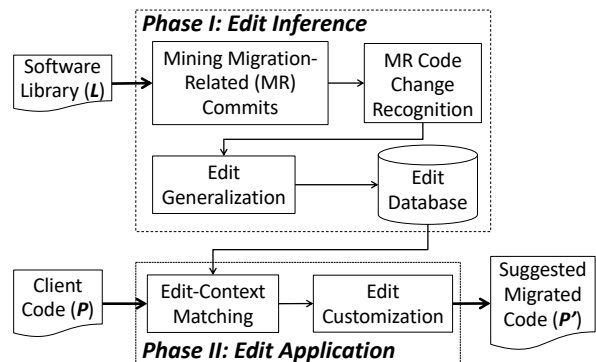 Phase I: Edit Inference
Software
Library (L)
Mining Migration-
Related (MR)
Commits
MR Code
Change
Recognition
Edit
Generalization
Edit
Database
Client
Code (P)
Edit-Context
Matching
Edit
Customization
Suggested
Migrated
Code (P’)
Phase II: Edit Application